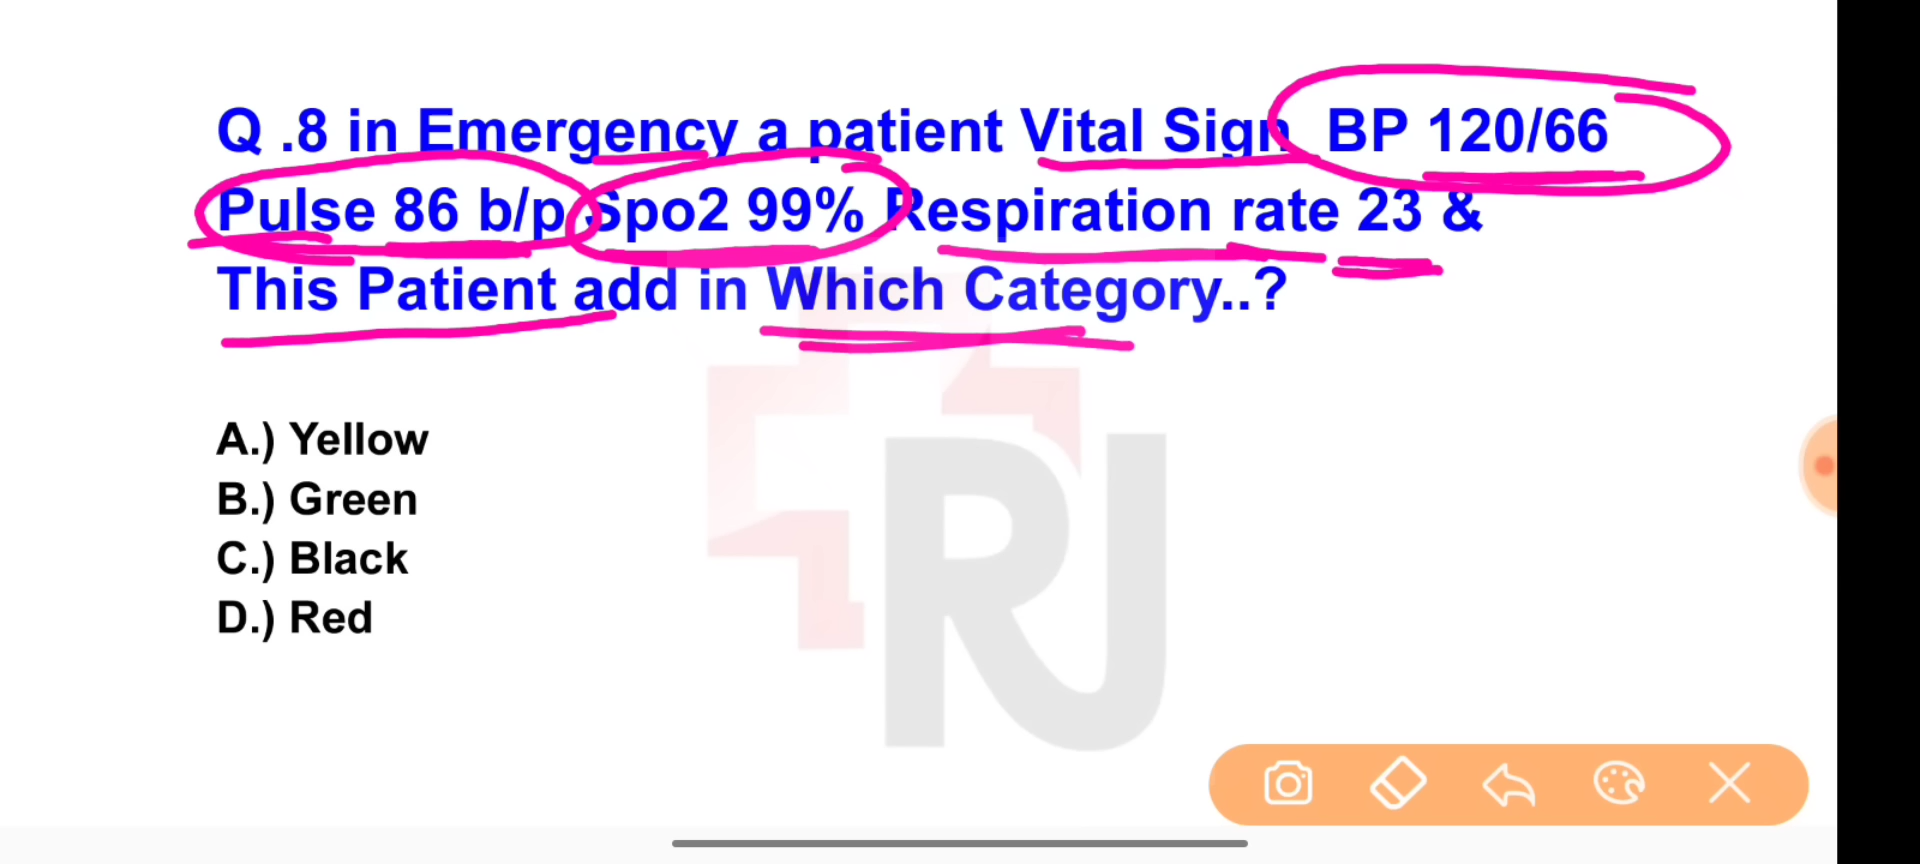 Q .8 in Emergency a patient Vital Sign BP 120/66
Pulse 86 b/p Spo2 99% Respiration rate 23 &
This Patient add in Which Category..?
A.) Yellow
B.) Green
C.) Black
D.) Red
RJ